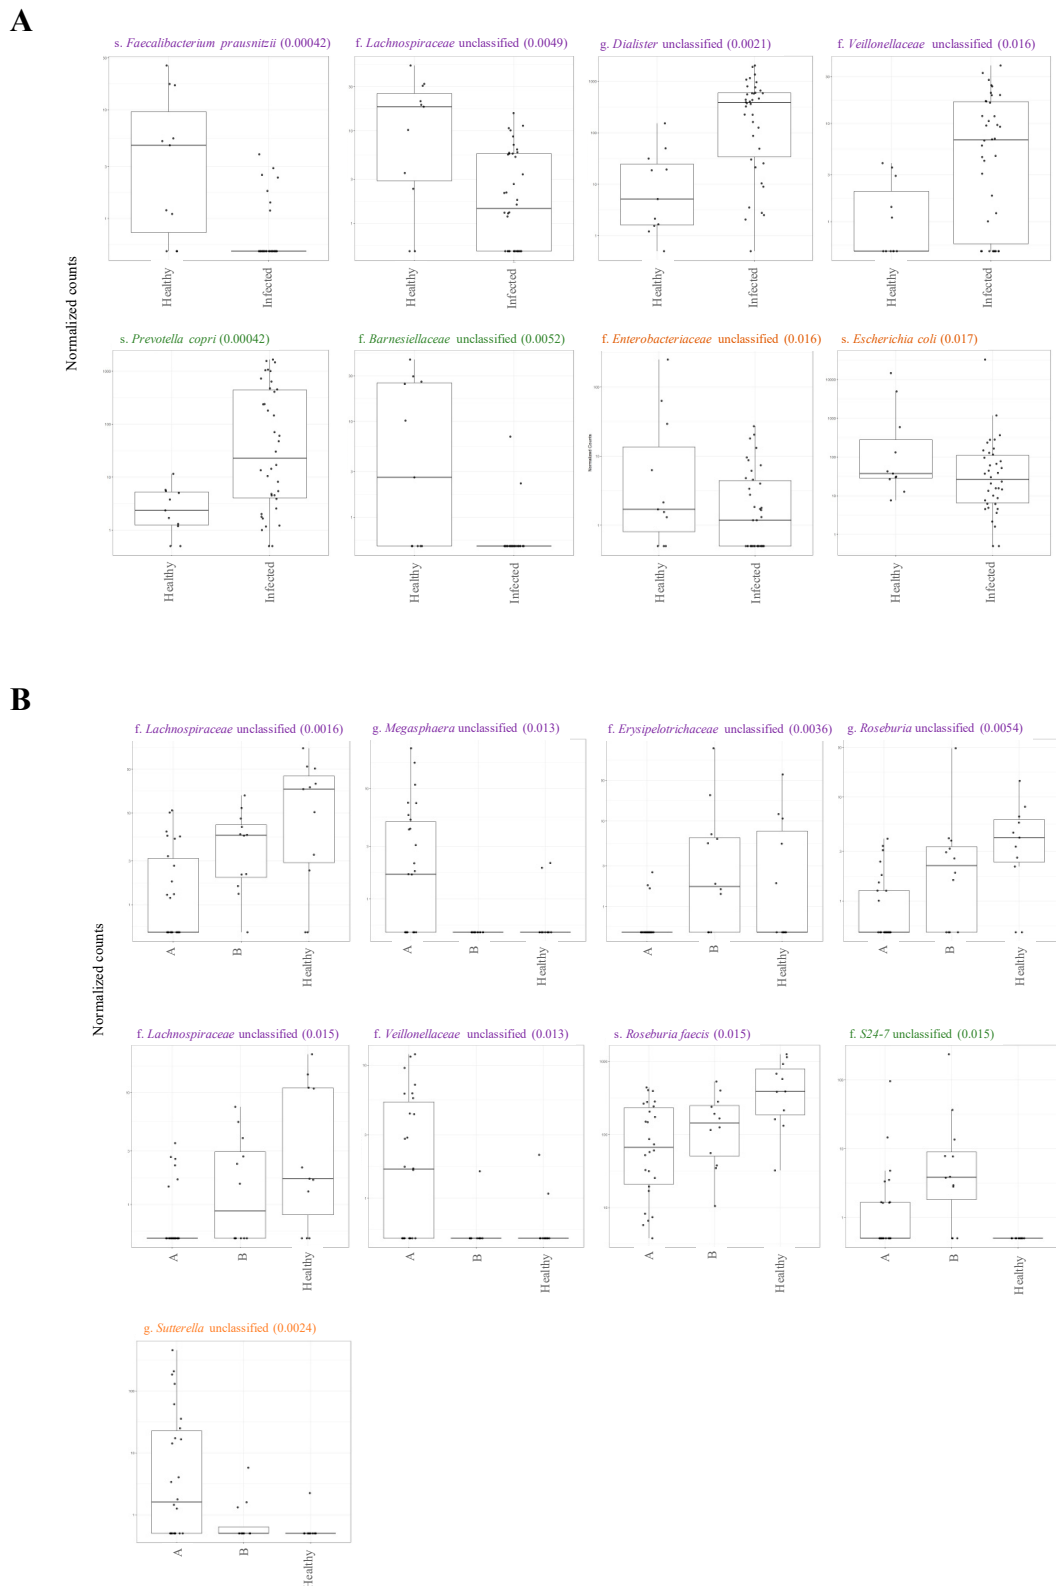 A
s. Faecalibacterium prausnitzii (0.00042)
f. Lachnospiraceae unclassified (0.0049)
g. Dialister unclassified (0.0021)
f. Veillonellaceae unclassified (0.016)
Normalized counts
Healthy
Infected
Healthy
Infected
Healthy
Infected
Healthy
Infected
s. Prevotella copri (0.00042)
f. Barnesiellaceae unclassified (0.0052)
f. Enterobacteriaceae unclassified (0.016)
s. Escherichia coli (0.017)
Normalized Counts
Healthy
Infected
Healthy
Infected
Healthy
Infected
Healthy
Infected
B
f. Lachnospiraceae unclassified (0.0016)
g. Megasphaera unclassified (0.013)
f. Erysipelotrichaceae unclassified (0.0036)
g. Roseburia unclassified (0.0054)
Normalized counts
A
B
Healthy
A
B
Healthy
A
B
Healthy
A
B
Healthy
f. Lachnospiraceae unclassified (0.015)
f. Veillonellaceae unclassified (0.013)
s. Roseburia faecis (0.015)
f. S24-7 unclassified (0.015)
A
B
Healthy
A
B
Healthy
A
B
Healthy
A
B
Healthy
g. Sutterella unclassified (0.0024)
A
B
Healthy